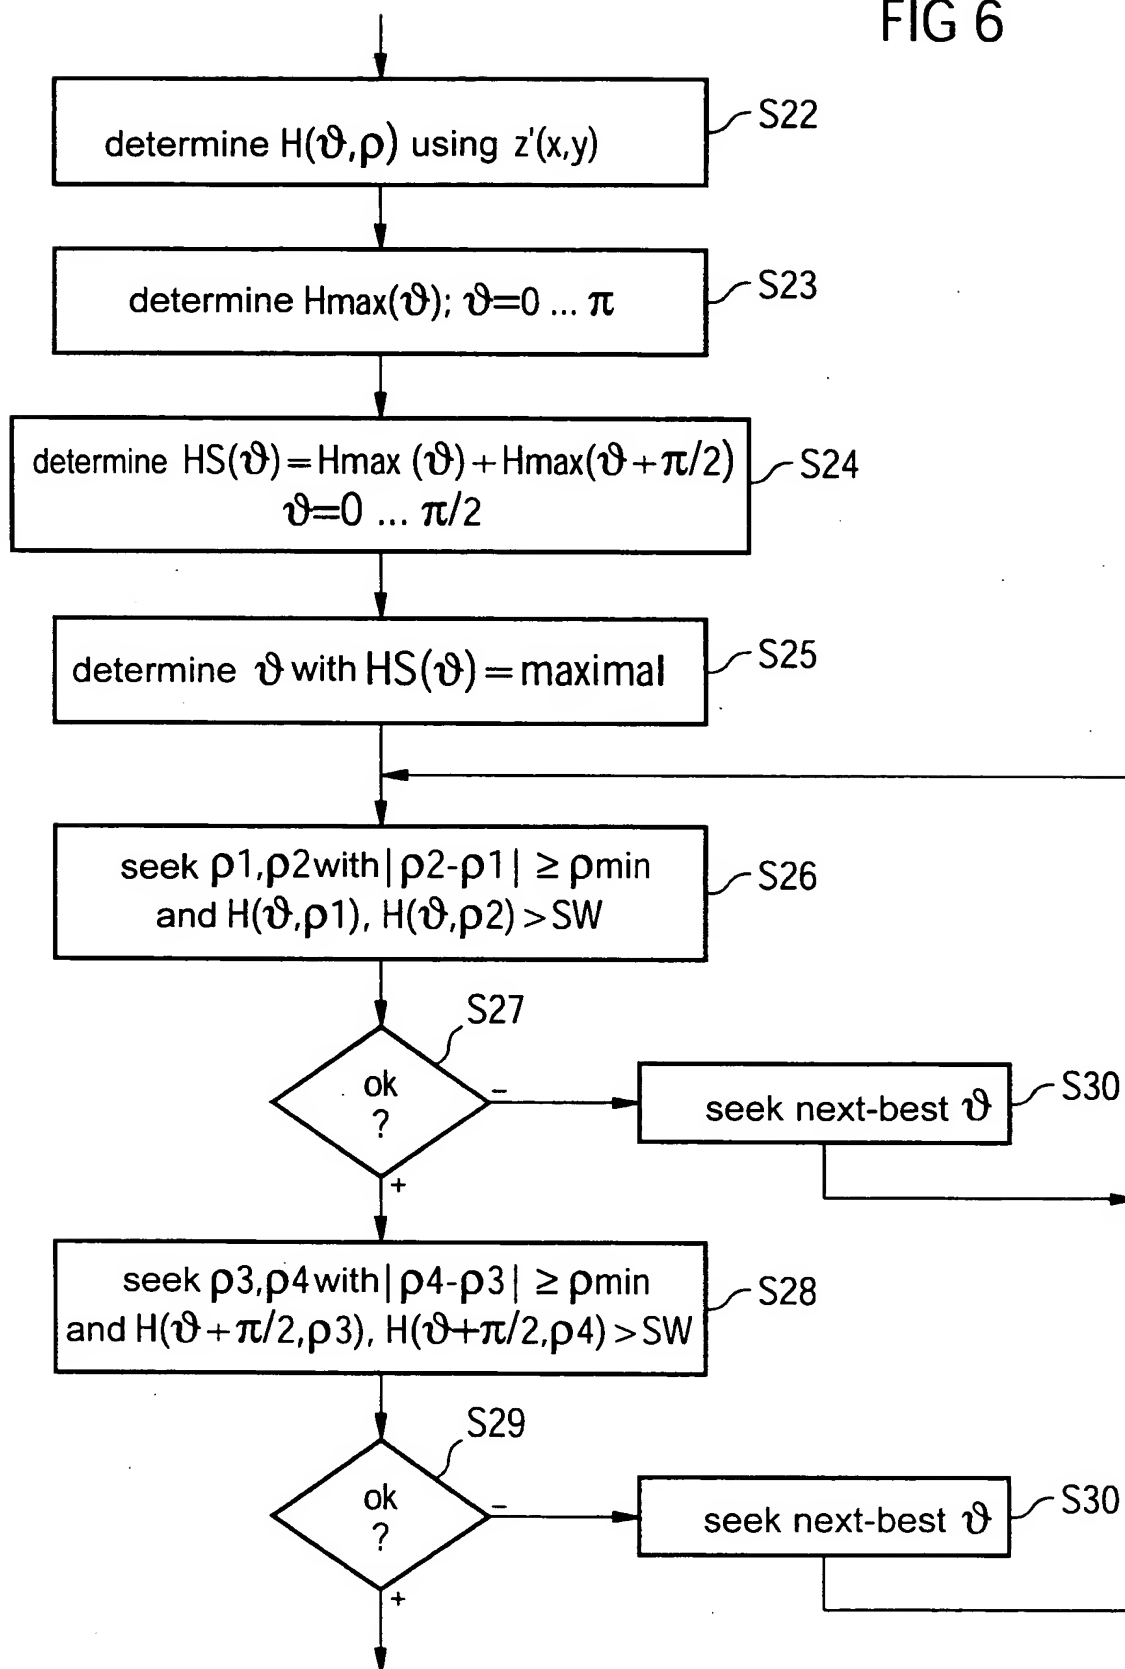 FIG 6
determine H(ϑ,ρ) using z'(x,y)
S22
determine Hmax(ϑ); ϑ=0 ... π
S23
determine HS(ϑ)=Hmax (ϑ)+Hmax(ϑ+π/2)
ϑ=0 ... π/2
S24
determine ϑ with HS(ϑ)=maximal
S25
seek ρ1,ρ2 with |ρ2-ρ1| ≥ ρmin
and H(ϑ,ρ1), H(ϑ,ρ2) > SW
S26
S27
ok
?
-
+
seek next-best ϑ
S30
seek ρ3,ρ4 with |ρ4-ρ3| ≥ ρmin
and H(ϑ+π/2,ρ3), H(ϑ+π/2,ρ4) > SW
S28
S29
ok
?
-
+
seek next-best ϑ
S30